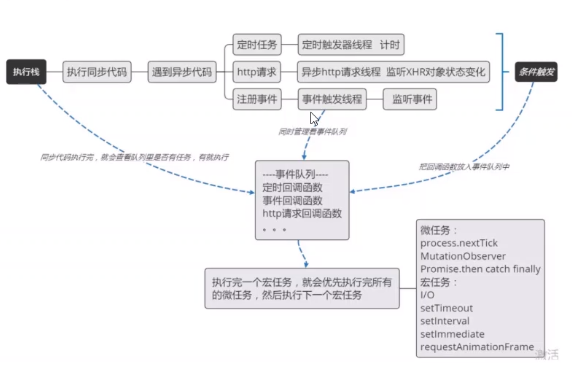 定时任务
定时触发器线程 计时
执行栈
执行同步代码
遇到异步代码
http请求
异步http请求线程 监听XHR对象状态变化
条件触发
注册事件
事件触发线程
监听事件
同时管理着事件队列
同步代码执行完，就会查看队列里是否有任务，有就执行
把回调函数放入事件队列中
----事件队列----
定时回调函数
事件回调函数
http请求回调函数
。。。
执行完一个宏任务，就会优先执行完所有
的微任务，然后执行下一个宏任务
微任务：
process.nextTick
MutationObserver
Promise.then catch finally
宏任务：
I/O
setTimeout
setInterval
setImmediate
requestAnimationFrame
激活